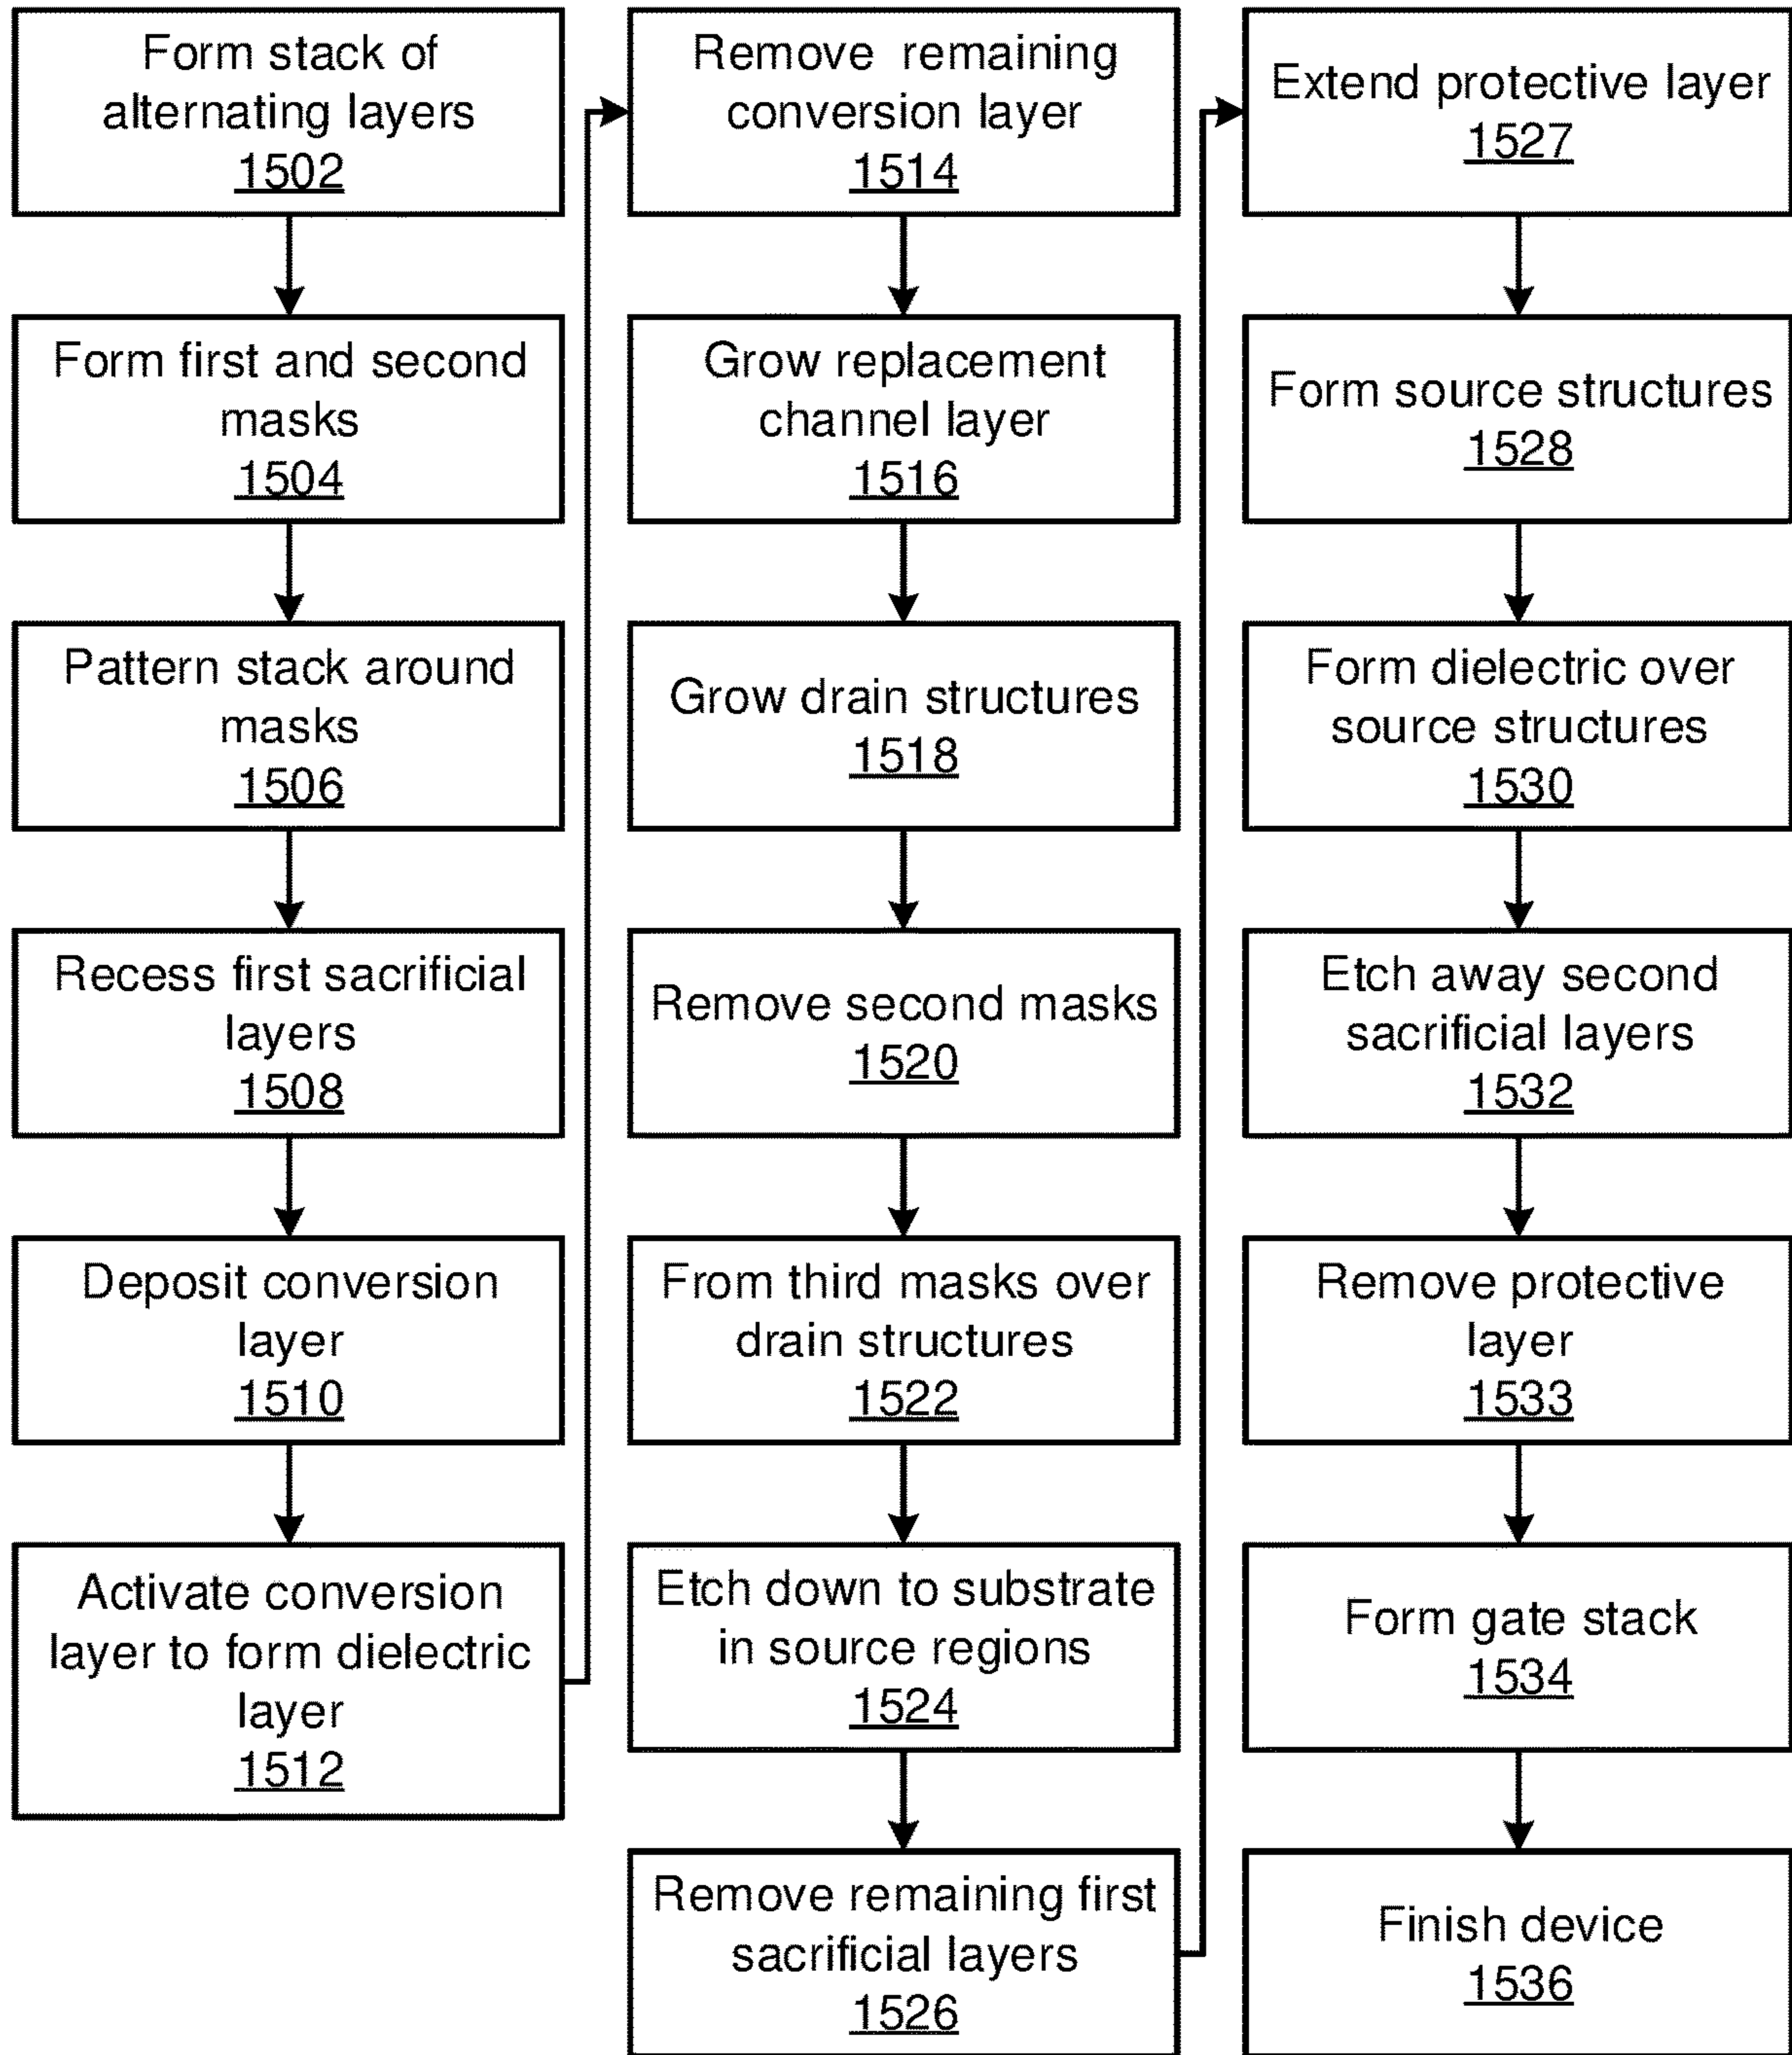 Form stack of
alternating layers
1502
Form first and second
masks
1504
Pattern stack around
masks
1506
Recess first sacrificial
layers
1508
Deposit conversion
layer
1510
Activate conversion
layer to form dielectric
layer
1512
Remove remaining
conversion layer
1514
Grow replacement
channel layer
1516
Grow drain structures
1518
Remove second masks
1520
From third masks over
drain structures
1522
Etch down to substrate
in source regions
1524
Remove remaining first
sacrificial layers
1526
Extend protective layer
1527
Form source structures
1528
Form dielectric over
source structures
1530
Etch away second
sacrificial layers
1532
Remove protective
layer
1533
Form gate stack
1534
Finish device
1536